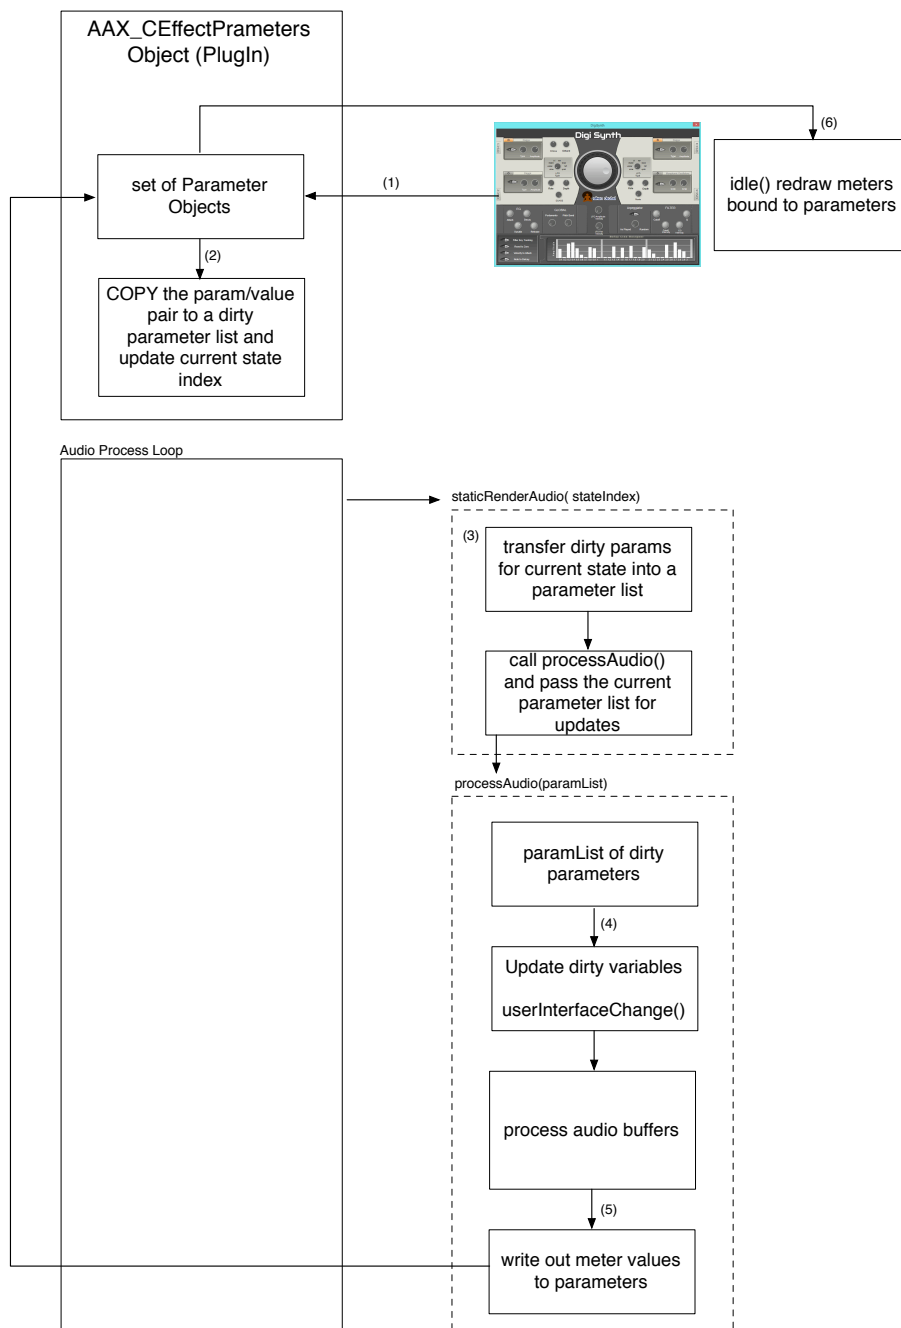 AAX_CEffectPrameters
Object (PlugIn)
(6)
Digi Synth
(1)
set of Parameter
Objects
idle() redraw meters
bound to parameters
(2)
COPY the param/value
pair to a dirty
parameter list and
update current state
index
Audio Process Loop
staticRenderAudio( stateIndex)
(3)
transfer dirty params
for current state into a
parameter list
call processAudio()
and pass the current
parameter list for
updates
processAudio(paramList)
paramList of dirty
parameters
(4)
Update dirty variables
userInterfaceChange()
process audio buffers
(5)
write out meter values
to parameters